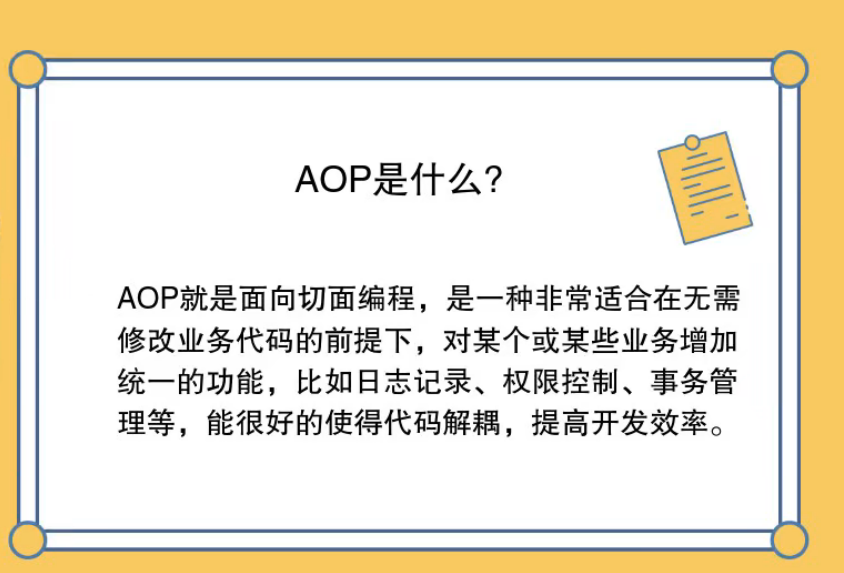 AOP是什么?
AOP就是面向切面编程，是一种非常适合在无需
修改业务代码的前提下，对某个或某些业务增加
统一的功能，比如日志记录、权限控制、事务管
理等，能很好的使得代码解耦，提高开发效率。